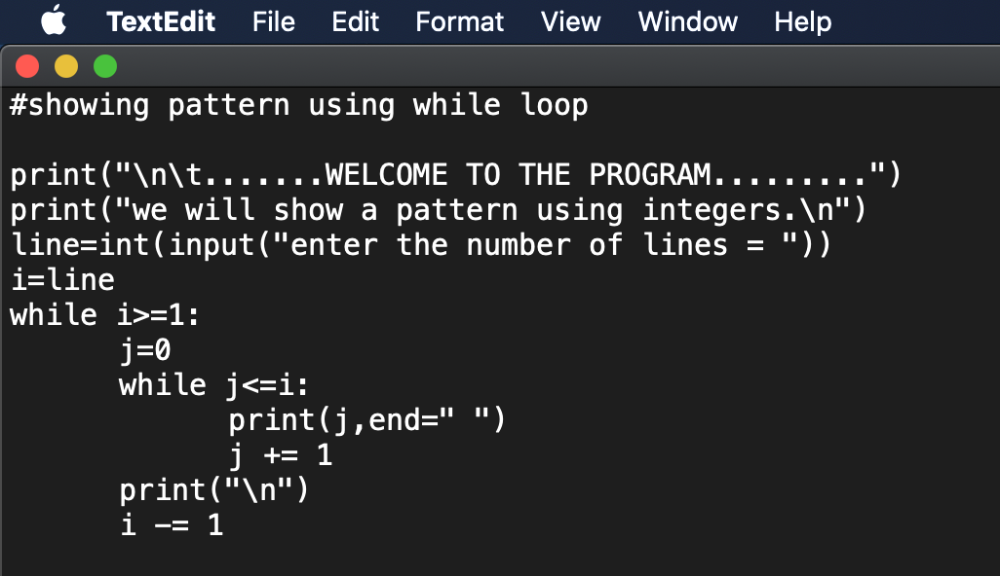 TextEdit File Edit Format View Window Help
#showing pattern using while loop

print("\n\t.......WELCOME TO THE PROGRAM.........")
print("we will show a pattern using integers.\n")
line=int(input("enter the number of lines = "))
i=line
while i>=1:
	j=0
	while j<=i:
		print(j,end=" ")
		j += 1
	print("\n")
	i -= 1